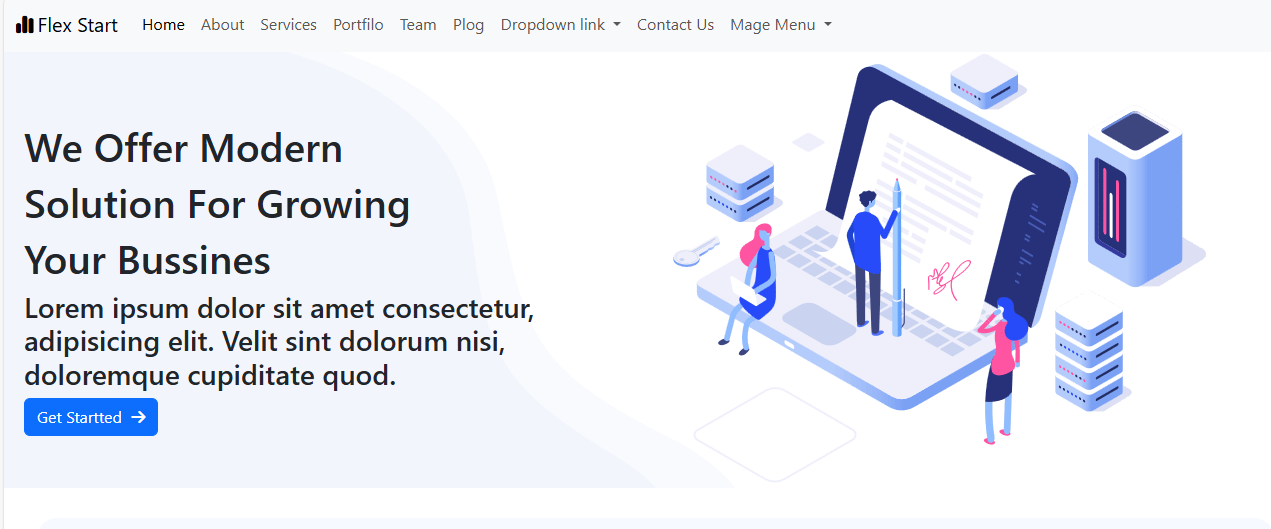 Flex Start Home About Services Portfilo Team Plog Dropdown link Contact Us Mage Menu
We Offer Modern
Solution For Growing
Your Bussines
Lorem ipsum dolor sit amet consectetur,
adipisicing elit. Velit sint dolorum nisi,
doloremque cupiditate quod.
Get Startted